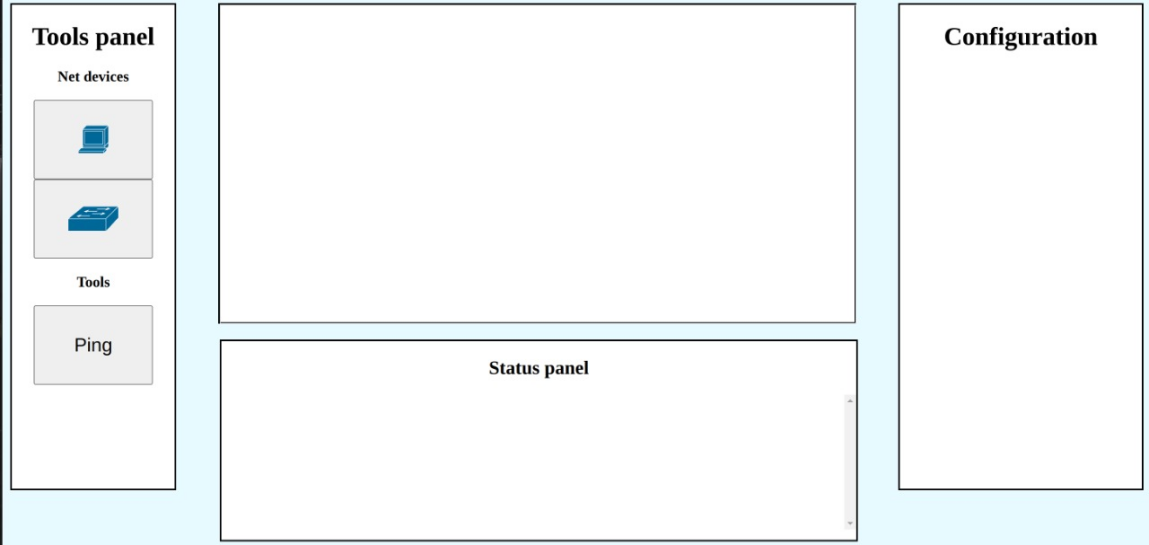 Tools panel
Net devices
Tools
Ping
Status panel
Configuration